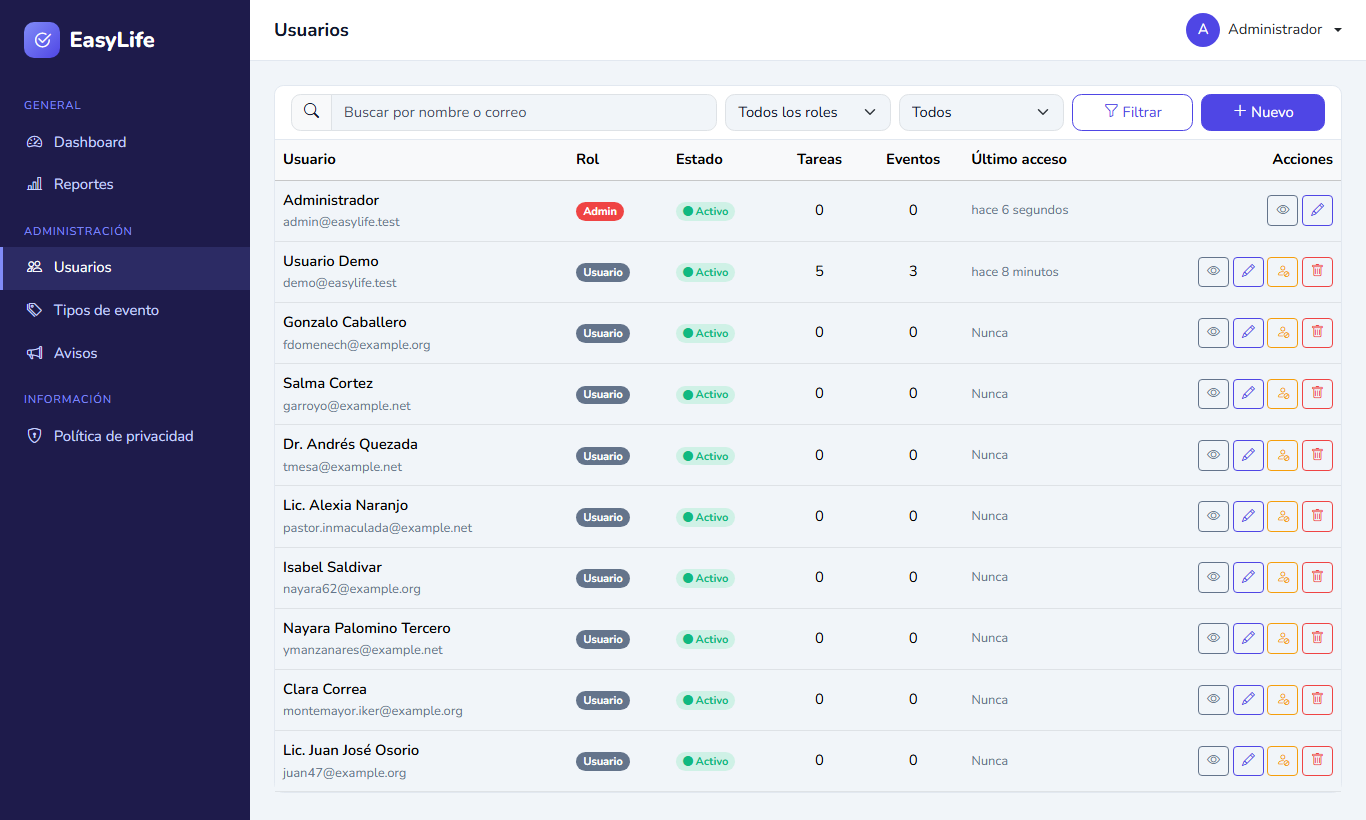 EasyLife
GENERAL
Dashboard
Reportes
ADMINISTRACIÓN
Usuarios
Tipos de evento
Avisos
INFORMACIÓN
Política de privacidad
Usuarios
A Administrador
Buscar por nombre o correo Todos los roles Todos Filtrar + Nuevo
Usuario Rol Estado Tareas Eventos Último acceso Acciones
Administrador
admin@easylife.test Admin Activo 0 0 hace 6 segundos
Usuario Demo
demo@easylife.test Usuario Activo 5 3 hace 8 minutos
Gonzalo Caballero
fdomenech@example.org Usuario Activo 0 0 Nunca
Salma Cortez
garroyo@example.net Usuario Activo 0 0 Nunca
Dr. Andrés Quezada
tmesa@example.net Usuario Activo 0 0 Nunca
Lic. Alexia Naranjo
pastor.inmaculada@example.net Usuario Activo 0 0 Nunca
Isabel Saldivar
nayara62@example.org Usuario Activo 0 0 Nunca
Nayara Palomino Tercero
ymanzanares@example.net Usuario Activo 0 0 Nunca
Clara Correa
montemayor.iker@example.org Usuario Activo 0 0 Nunca
Lic. Juan José Osorio
juan47@example.org Usuario Activo 0 0 Nunca